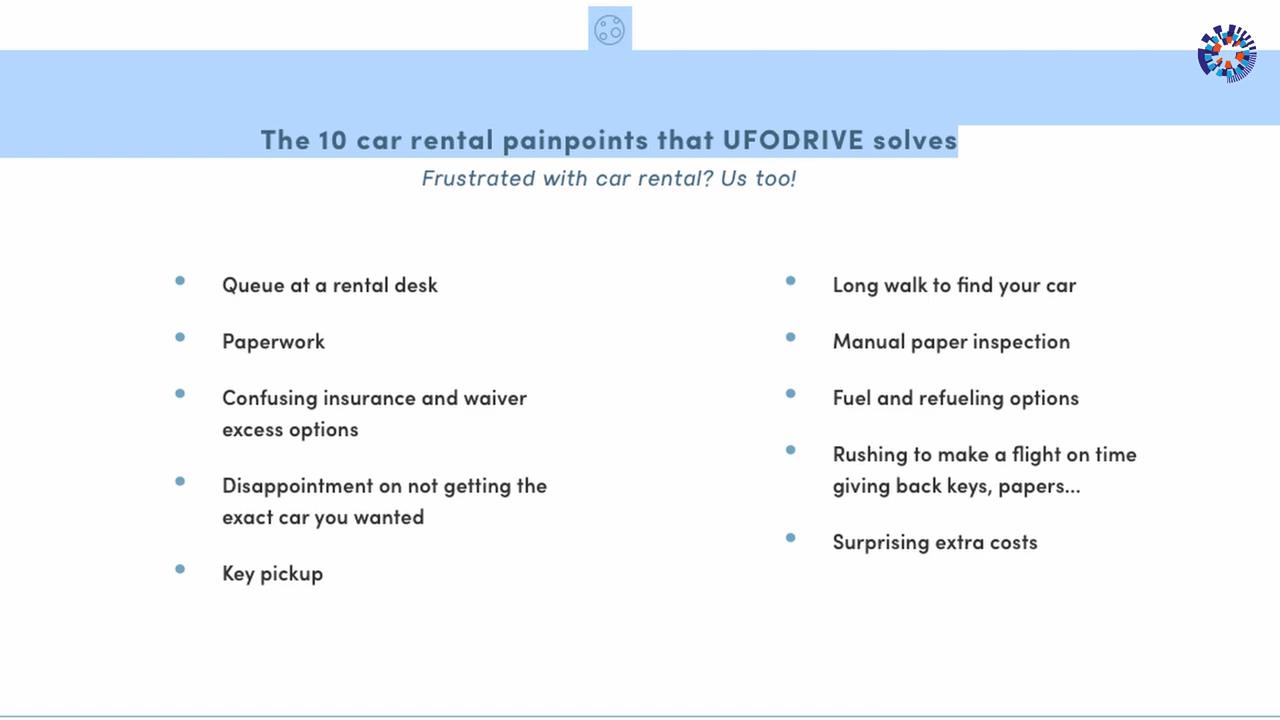 The 10 car rental painpoints that UFODRIVE solves
Frustrated with car rental? Us too!
Queue at a rental desk
Paperwork
Confusing insurance and waiver
excess options
Disappointment on not getting the
exact car you wanted
Key pickup
Long walk to find your car
Manual paper inspection
Fuel and refueling options
Rushing to make a flight on time
giving back keys, papers...
Surprising extra costs